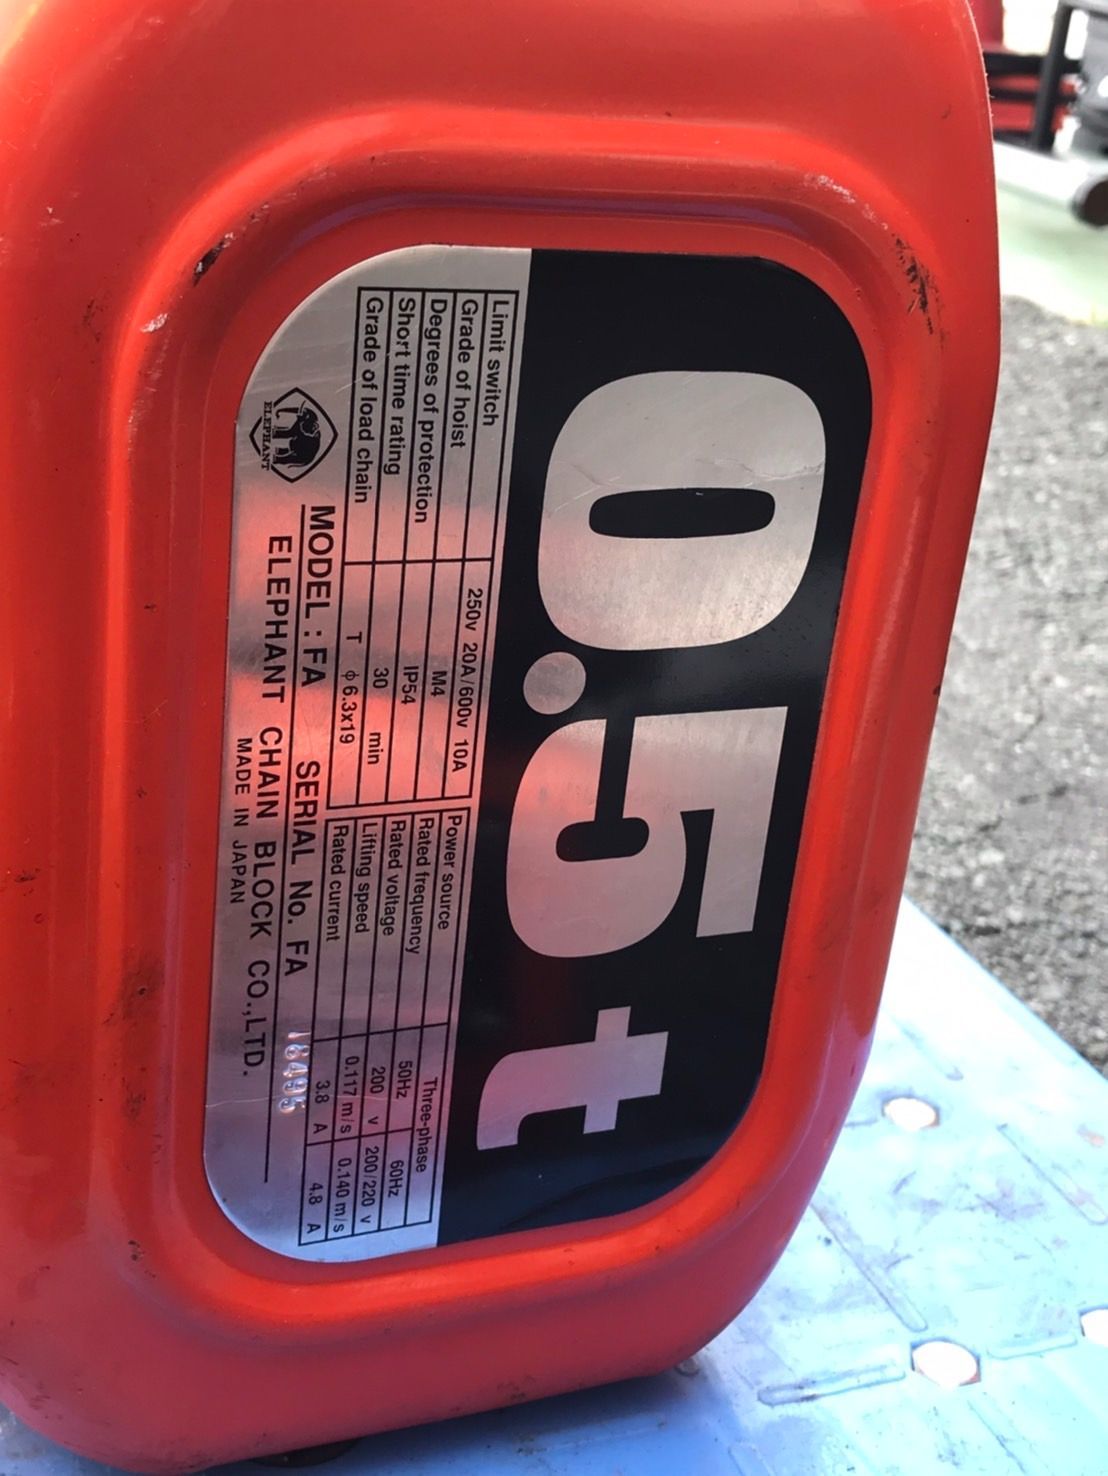 0.5 t
Limit switch 250v 20A/600v 10A
Grade of hoist M4
Degrees of protection IP54
Short time rating 30 min
Grade of load chain T φ6.3x19
Power source Three-phase
Rated frequency 50Hz 60Hz
Rated voltage 200 v 200/220 v
Lifting speed 0.117 m/s 0.140 m/s
Rated current 3.8 A 4.8 A
ELEPHANT
MODEL : FA SERIAL No. FA 18495
ELEPHANT CHAIN BLOCK CO.,LTD.
MADE IN JAPAN